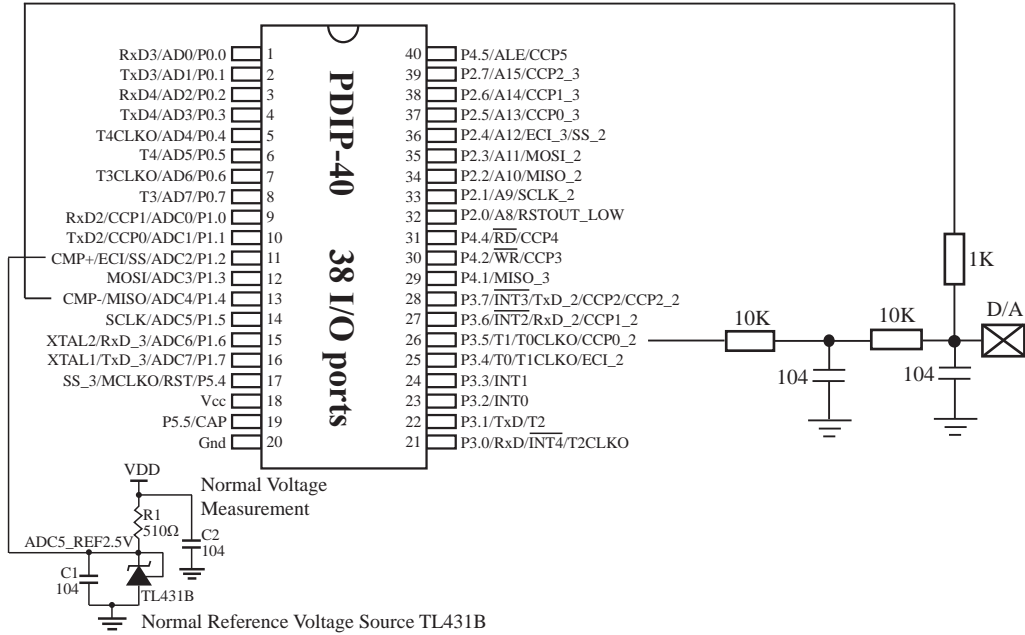 RxD3/AD0/P0.0 1
TxD3/AD1/P0.1 2
RxD4/AD2/P0.2 3
TxD4/AD3/P0.3 4
T4CLKO/AD4/P0.4 5
T4/AD5/P0.5 6
T3CLKO/AD6/P0.6 7
T3/AD7/P0.7 8
RxD2/CCP1/ADC0/P1.0 9
TxD2/CCP0/ADC1/P1.1 10
CMP+/ECI/SS/ADC2/P1.2 11
MOSI/ADC3/P1.3 12
CMP-/MISO/ADC4/P1.4 13
SCLK/ADC5/P1.5 14
XTAL2/RxD_3/ADC6/P1.6 15
XTAL1/TxD_3/ADC7/P1.7 16
SS_3/MCLKO/RST/P5.4 17
Vcc 18
P5.5/CAP 19
Gnd 20
PDIP-40 38 I/O ports
40 P4.5/ALE/CCP5
39 P2.7/A15/CCP2_3
38 P2.6/A14/CCP1_3
37 P2.5/A13/CCP0_3
36 P2.4/A12/ECI_3/SS_2
35 P2.3/A11/MOSI_2
34 P2.2/A10/MISO_2
33 P2.1/A9/SCLK_2
32 P2.0/A8/RSTOUT_LOW
31 P4.4/RD/CCP4
30 P4.2/WR/CCP3
29 P4.1/MISO_3
28 P3.7/INT3/TxD_2/CCP2/CCP2_2
27 P3.6/INT2/RxD_2/CCP1_2
26 P3.5/T1/T0CLKO/CCP0_2
25 P3.4/T0/T1CLKO/ECI_2
24 P3.3/INT1
23 P3.2/INT0
22 P3.1/TxD/T2
21 P3.0/RxD/INT4/T2CLKO
1K
D/A
10K
10K
104
104
VDD
Normal Voltage
Measurement
R1
510Ω
C2
104
ADC5_REF2.5V
C1
104
TL431B
Normal Reference Voltage Source TL431B